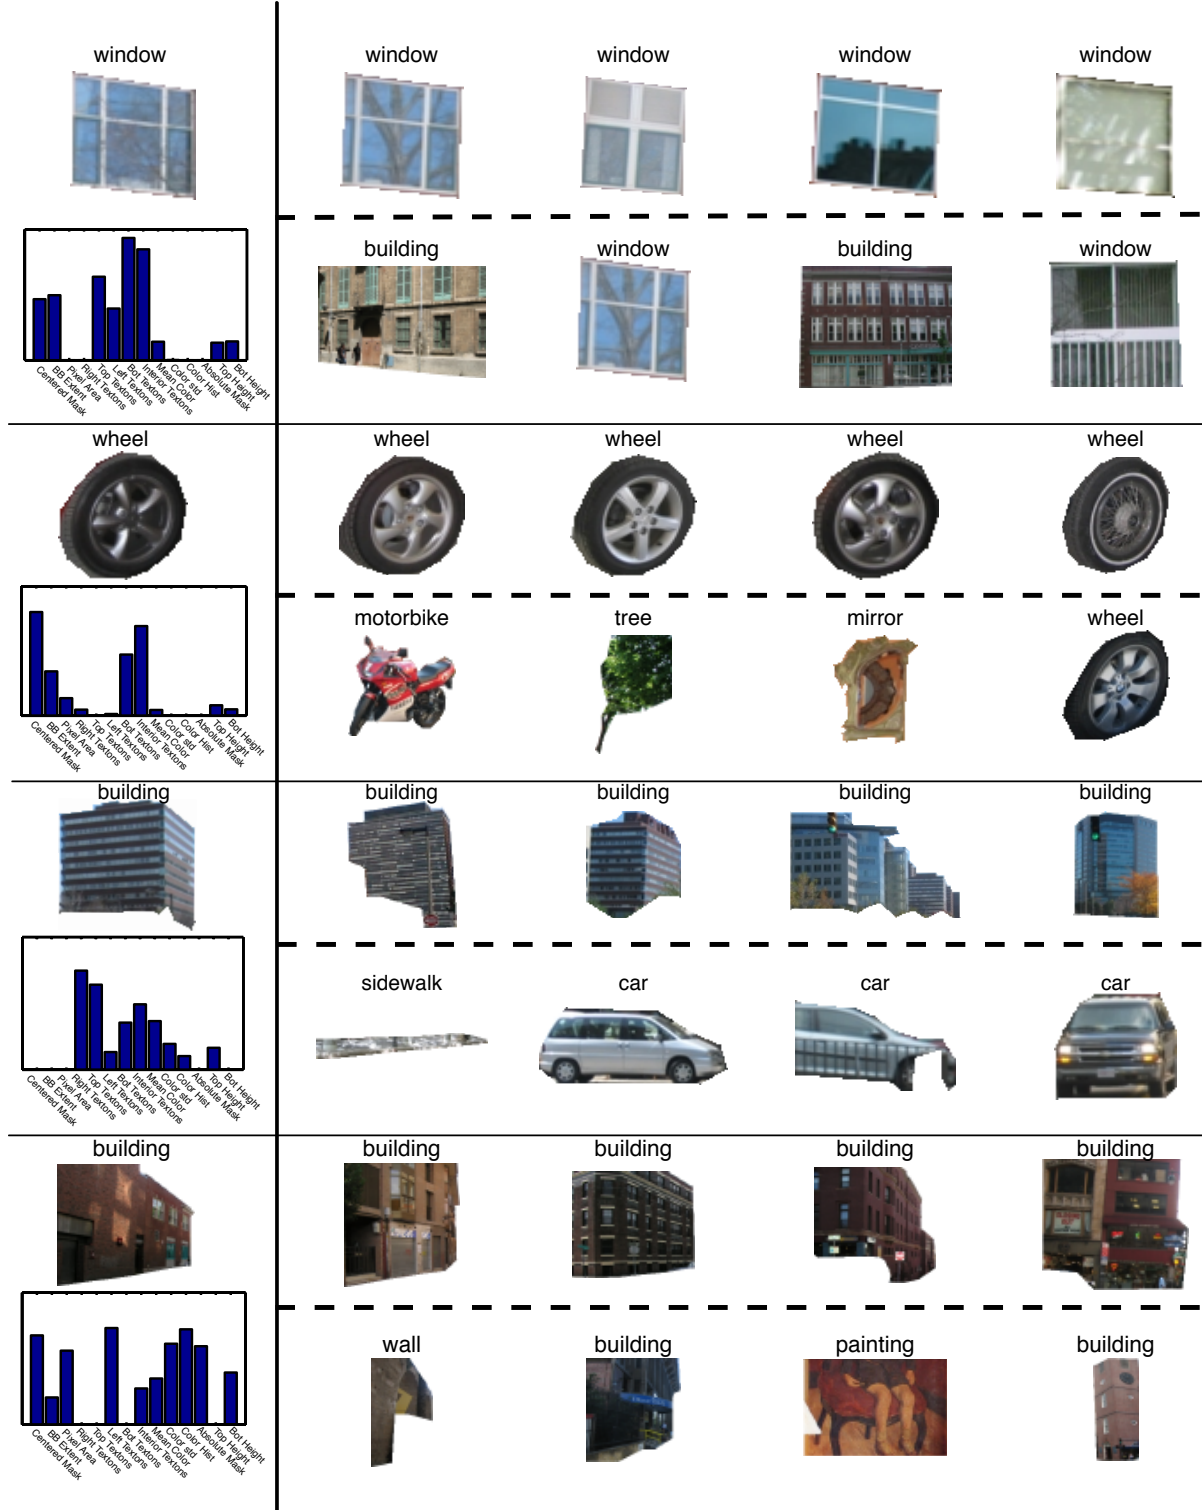 window window window window window
building window building window
Centered Mask
BB Extent
Pixel Area
Right Textons
Top Textons
Left Textons
Bot Textons
Interior Textons
Mean Color
Color std
Color Hist
Absolute Mask
Top Height
Bot Height
wheel wheel wheel wheel wheel
motorbike tree mirror wheel
Centered Mask
BB Extent
Pixel Area
Right Textons
Top Textons
Left Textons
Bot Textons
Interior Textons
Mean Color
Color std
Color Hist
Absolute Mask
Top Height
Bot Height
building building building building building
sidewalk car car car
Centered Mask
BB Extent
Pixel Area
Right Textons
Top Textons
Left Textons
Bot Textons
Interior Textons
Mean Color
Color std
Color Hist
Absolute Mask
Top Height
Bot Height
building building building building building
wall building painting building
Centered Mask
BB Extent
Pixel Area
Right Textons
Top Textons
Left Textons
Bot Textons
Interior Textons
Mean Color
Color std
Color Hist
Absolute Mask
Top Height
Bot Height